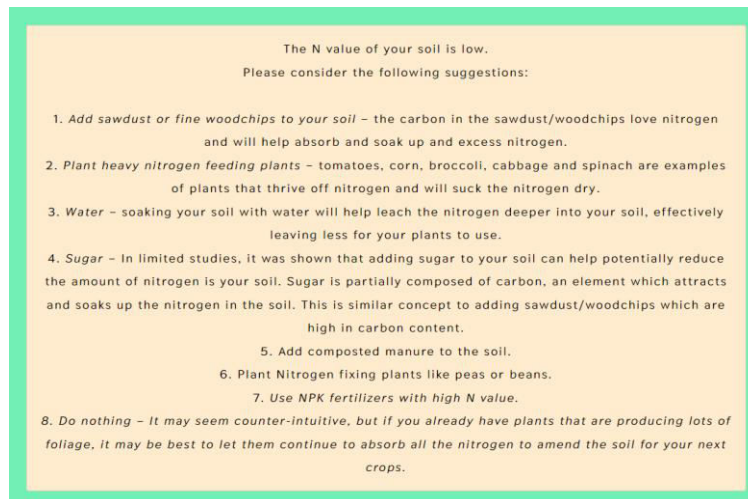 The N value of your soil is low.
Please consider the following suggestions:
1. Add sawdust or fine woodchips to your soil – the carbon in the sawdust/woodchips love nitrogen
and will help absorb and soak up and excess nitrogen.
2. Plant heavy nitrogen feeding plants – tomatoes, corn, broccoli, cabbage and spinach are examples
of plants that thrive off nitrogen and will suck the nitrogen dry.
3. Water – soaking your soil with water will help leach the nitrogen deeper into your soil, effectively
leaving less for your plants to use.
4. Sugar – In limited studies, it was shown that adding sugar to your soil can help potentially reduce
the amount of nitrogen is your soil. Sugar is partially composed of carbon, an element which attracts
and soaks up the nitrogen in the soil. This is similar concept to adding sawdust/woodchips which are
high in carbon content.
5. Add composted manure to the soil.
6. Plant Nitrogen fixing plants like peas or beans.
7. Use NPK fertilizers with high N value.
8. Do nothing – It may seem counter-intuitive, but if you already have plants that are producing lots of
foliage, it may be best to let them continue to absorb all the nitrogen to amend the soil for your next
crops.